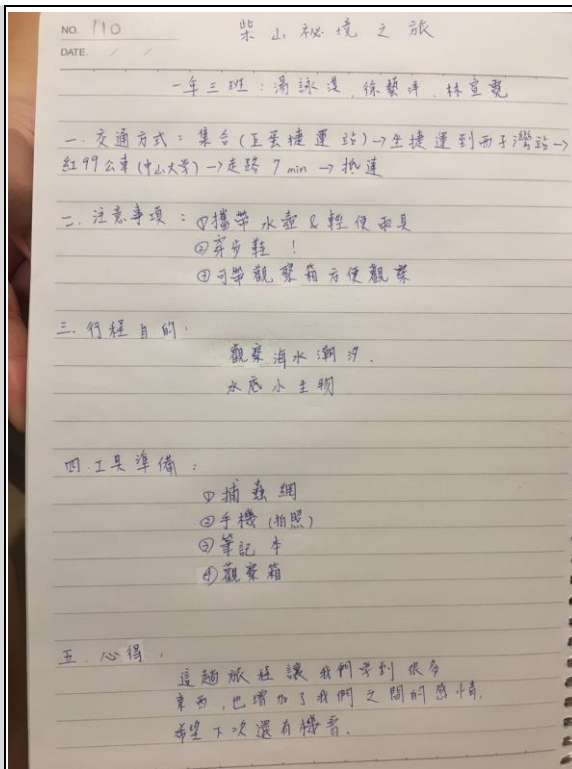 NO. 110
柴山祕境之旅
DATE. / /
一年三班：湯詠淇、徐藝洋、林宣霓
一. 交通方式：集合(巨蛋捷運站)→坐捷運到西子灣站→
紅99公車(中山大學)→走路7min→抵達
二. 注意事項：①攜帶水壺&輕便雨具
②穿步鞋！
③可帶觀察箱方便觀察
三. 行程目的：
觀察海水潮汐.
水底小生物
四. 工具準備：
①捕蟲網
②手機(拍照)
③筆記本
④觀察箱
五. 心得：
這趟旅程讓我們學到很多
東西,也增加了我們之間的感情.
希望下次還有機會.